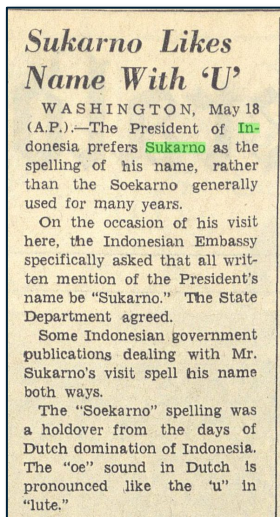 Sukarno Likes
Name With ‘U’
WASHINGTON, May 18
(A.P.).—The President of In-
donesia prefers Sukarno as the
spelling of his name, rather
than the Soekarno generally
used for many years.
On the occasion of his visit
here, the Indonesian Embassy
specifically asked that all writ-
ten mention of the President's
name be "Sukarno." The State
Department agreed.
Some Indonesian government
publications dealing with Mr.
Sukarno's visit spell his name
both ways.
The "Soekarno" spelling was
a holdover from the days of
Dutch domination of Indonesia.
The "oe" sound in Dutch is
pronounced like the 'u" in
"lute."